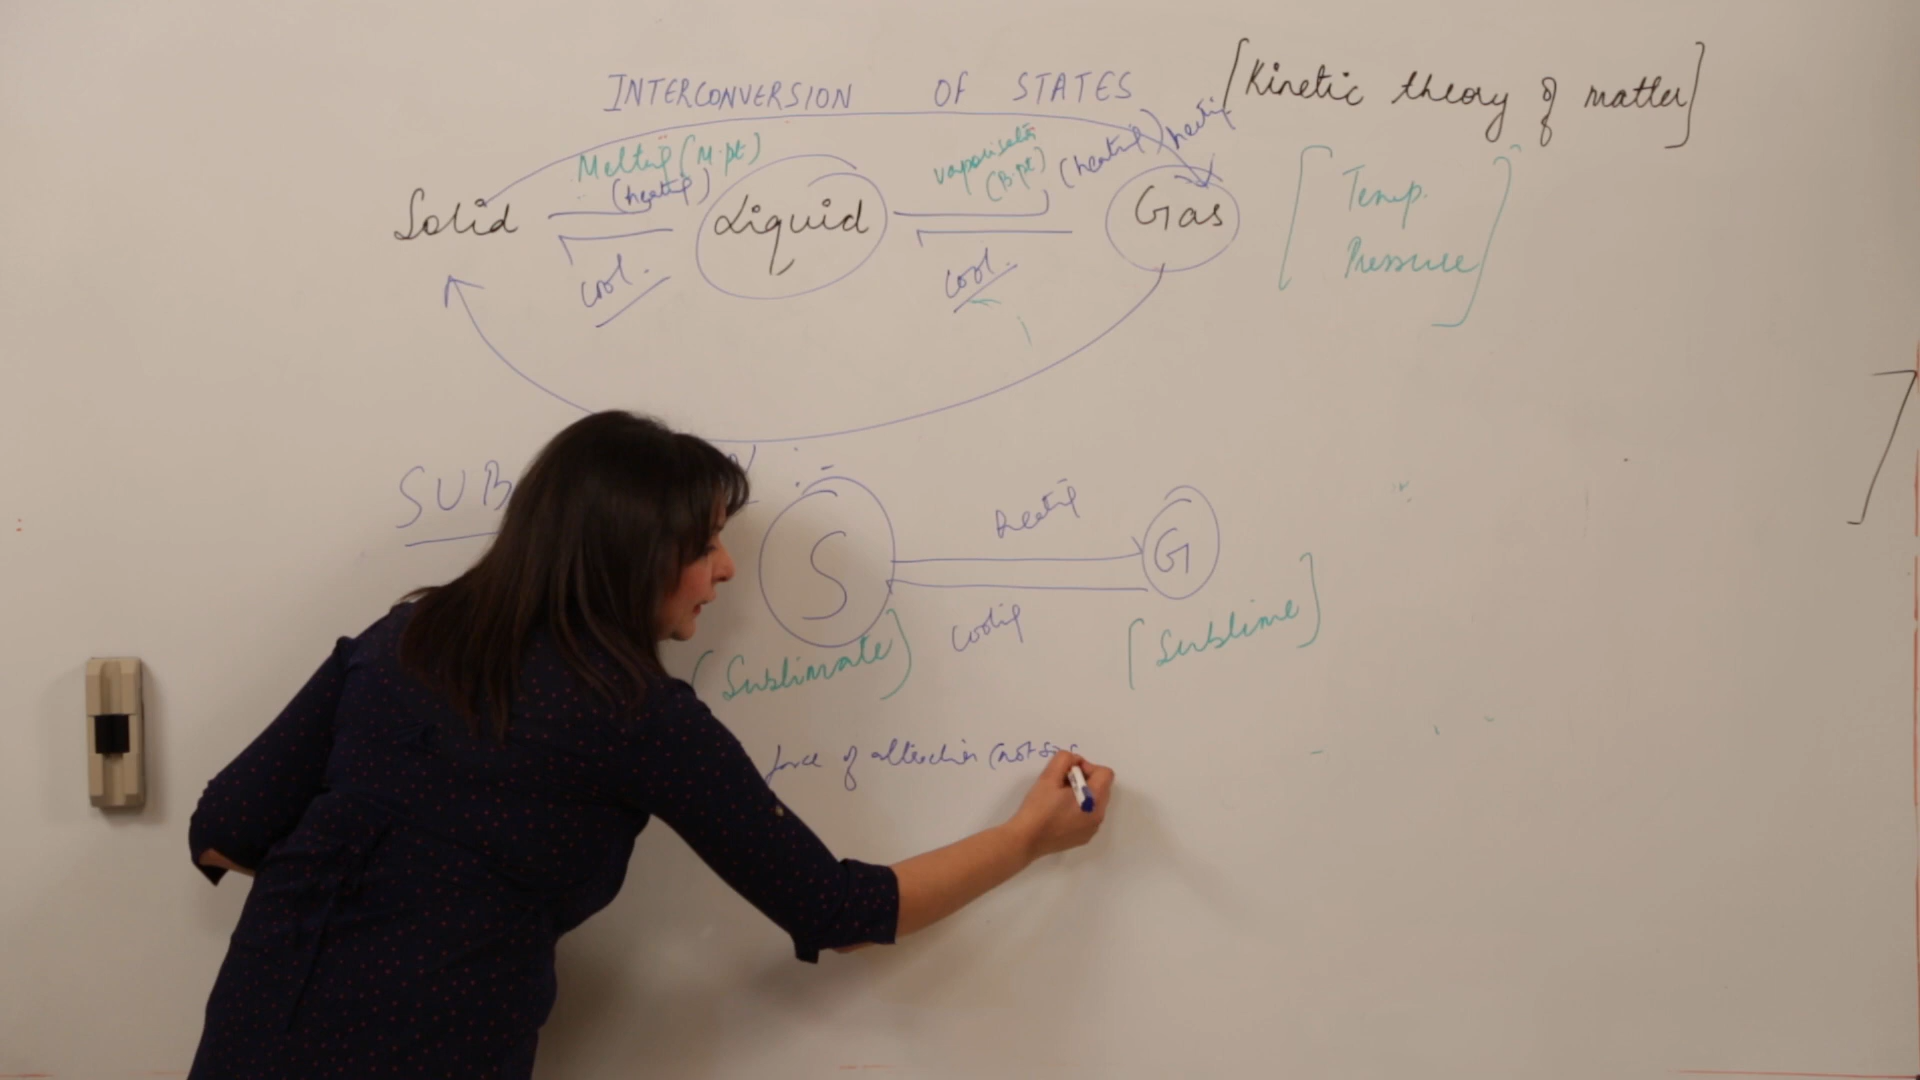 INTERCONVERSION OF STATES [Kinetic theory of matter]
Melting (M.pt) vaporisation (heating) heating
(heating) (B.pt)
Solid Liquid Gas [Temp.
cool. cool. Pressure]
SUB :-
S heating G
cooling
[Sublimate] [Sublime]
force of attraction (not